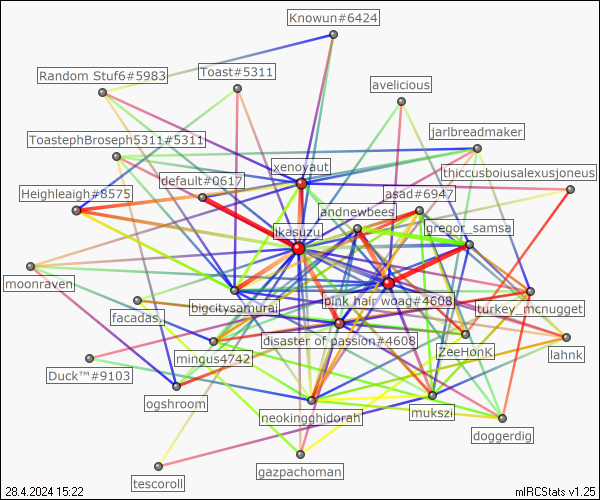 Knowun#6424
Random Stuf6#5983
Toast#5311
avelicious
ToastephBroseph5311#5311
jarlbreadmaker
xenoyaut
thiccusboiusalexusjoneus
default#0617
Heighleaigh#8575
asad#6947
andnewbees
gregor_samsa
ikasuzu
moonraven
facadas.
bigcitysamurai
pink hair woag#4608
turkey_mcnugget
disaster of passion#4608
mingus4742
ZeeHonK
lahnk
Duck™#9103
ogshroom
neokingghidorah
mukszi
doggerdig
gazpachoman
tescoroll
28.4.2024 15:22
mIRCStats v1.25